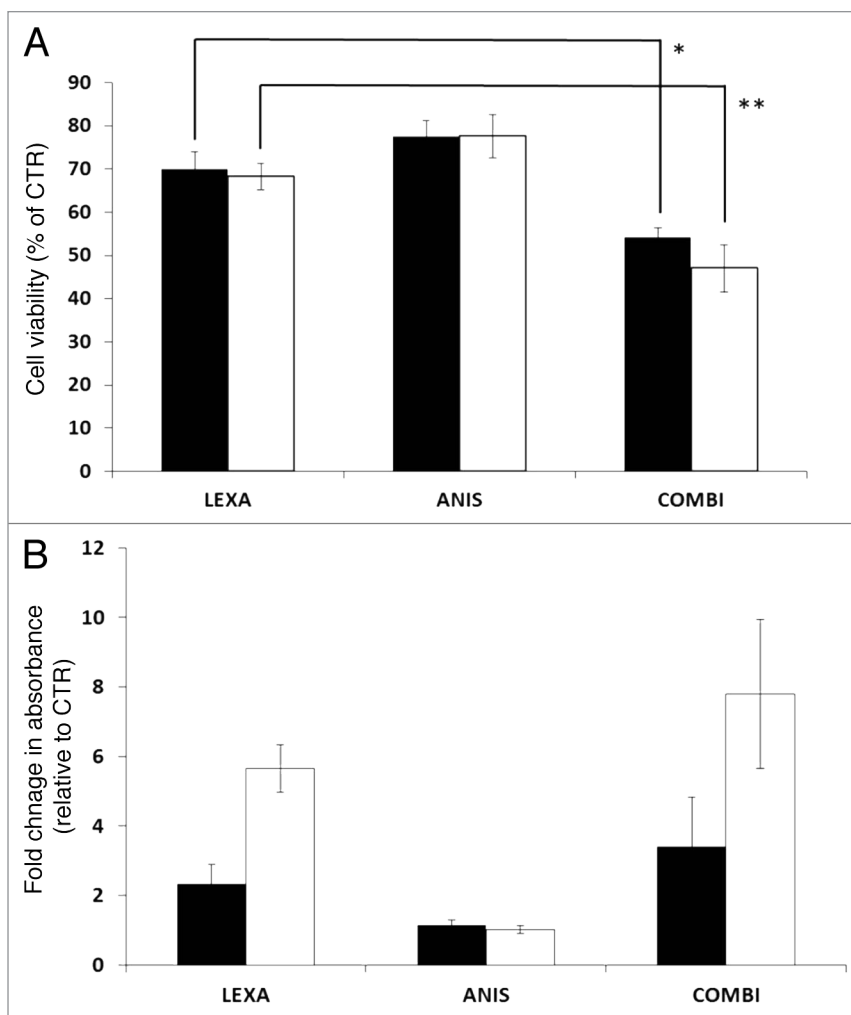 A
*
**
Cell viability (% of CTR)
90
80
70
60
50
40
30
20
10
0
LEXA ANIS COMBI
B
Fold chnage in absorbance
(relative to CTR)
12
10
8
6
4
2
0
LEXA ANIS COMBI